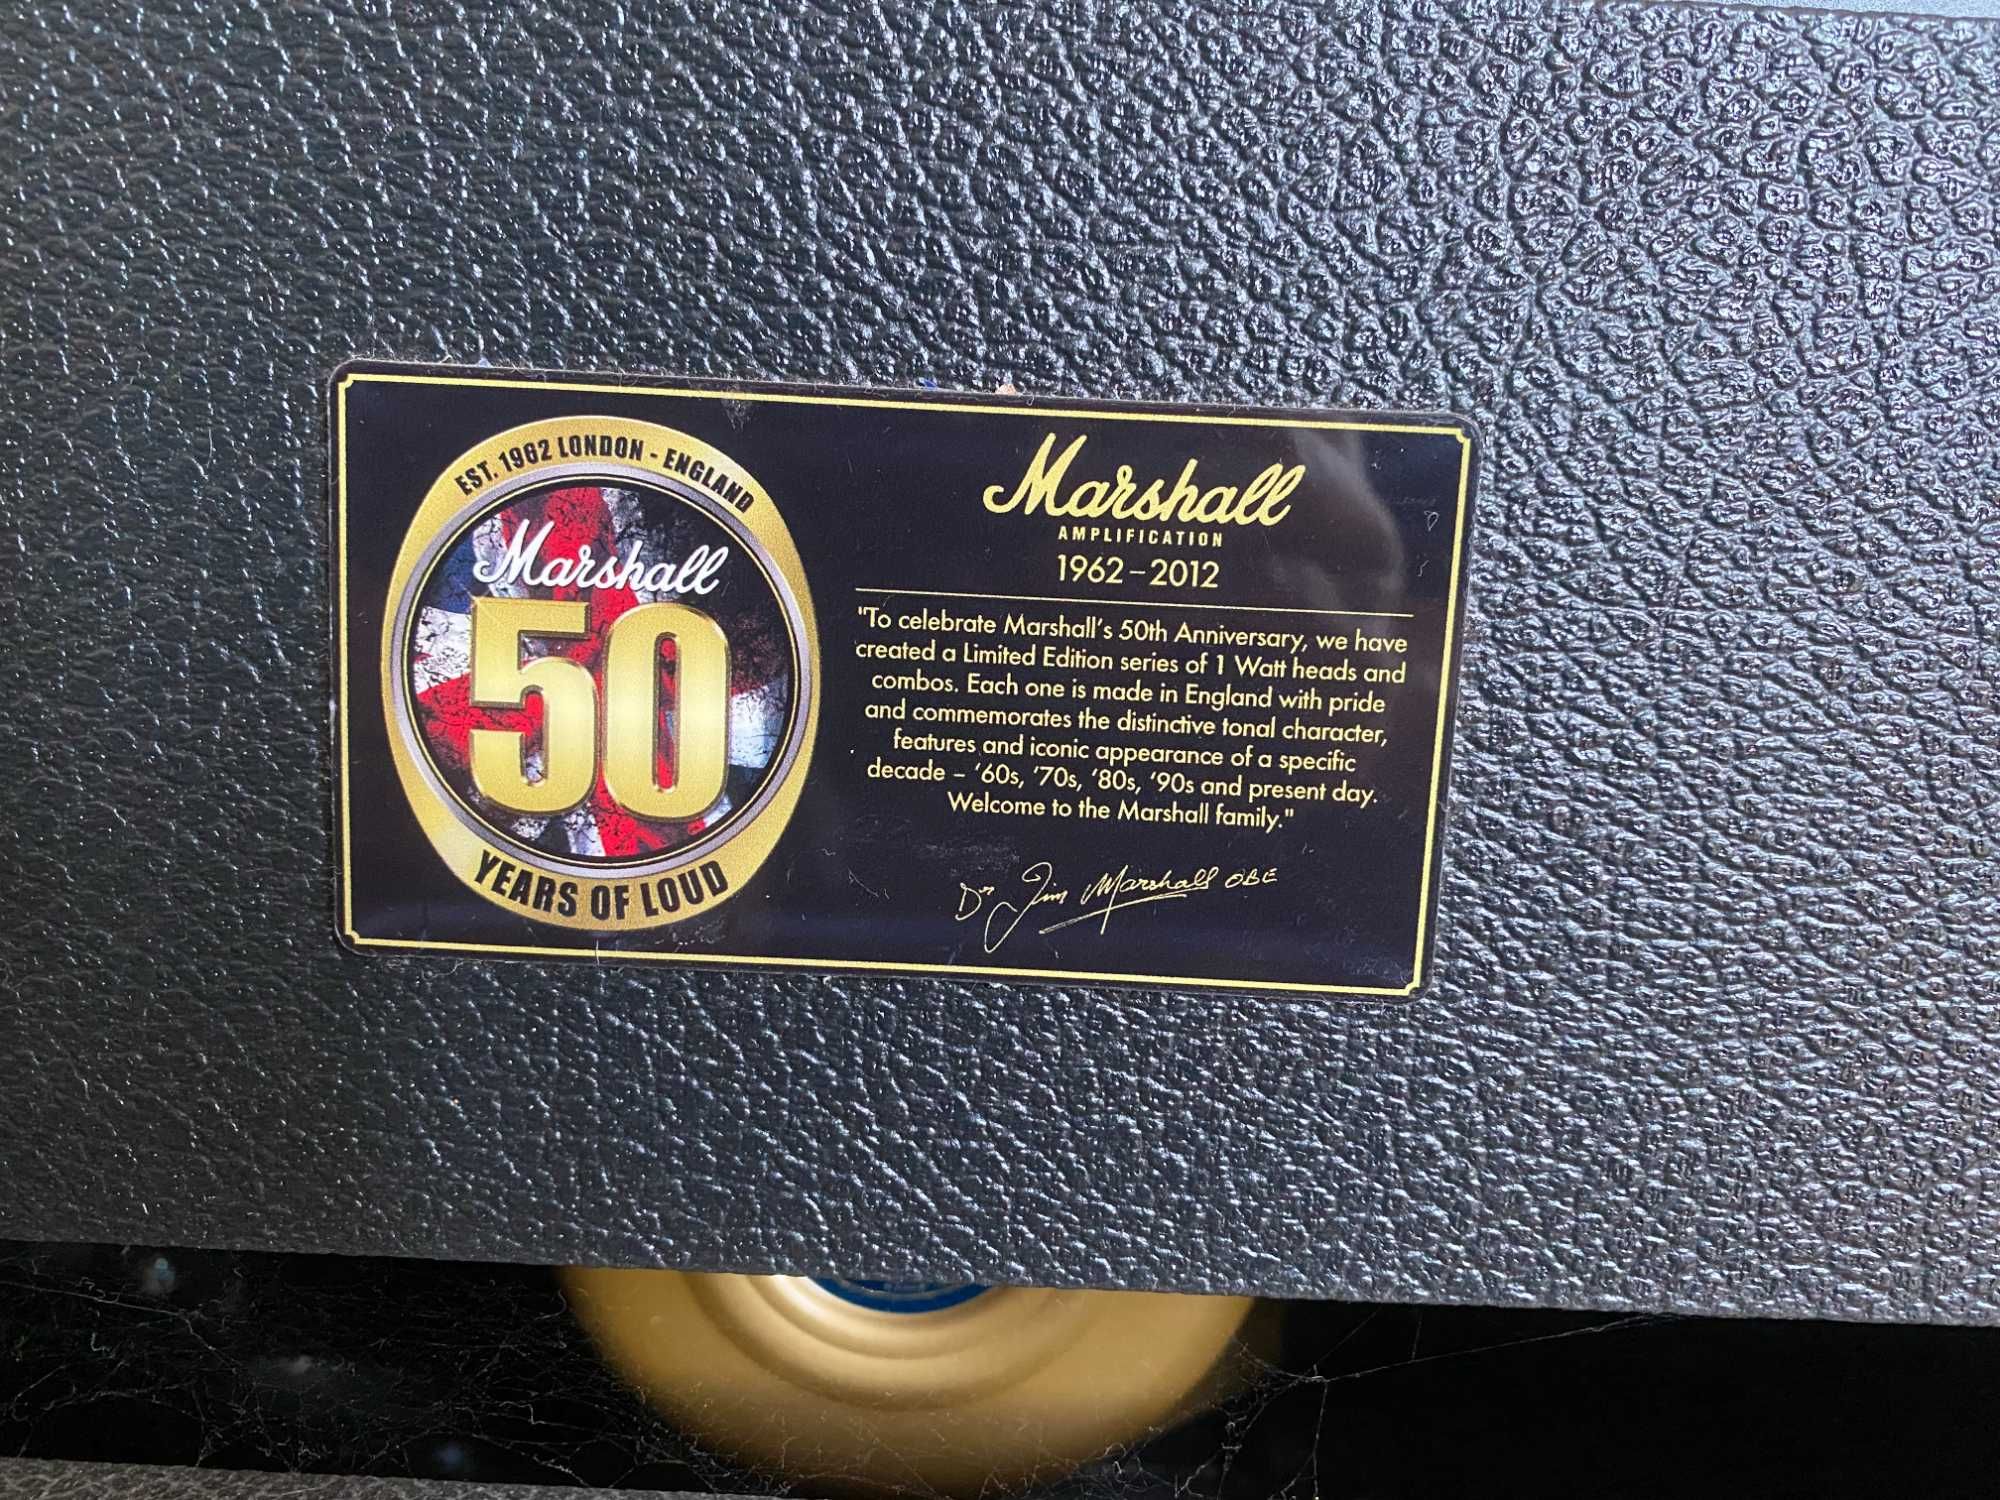 EST. 1962 LONDON - ENGLAND
Marshall
50
YEARS OF LOUD
Marshall
AMPLIFICATION
1962–2012
"To celebrate Marshall's 50th Anniversary, we have
created a Limited Edition series of 1 Watt heads and
combos. Each one is made in England with pride
and commemorates the distinctive tonal character,
features and iconic appearance of a specific
decade – '60s, '70s, '80s, '90s and present day.
Welcome to the Marshall family."
Dr Jim Marshall OBE